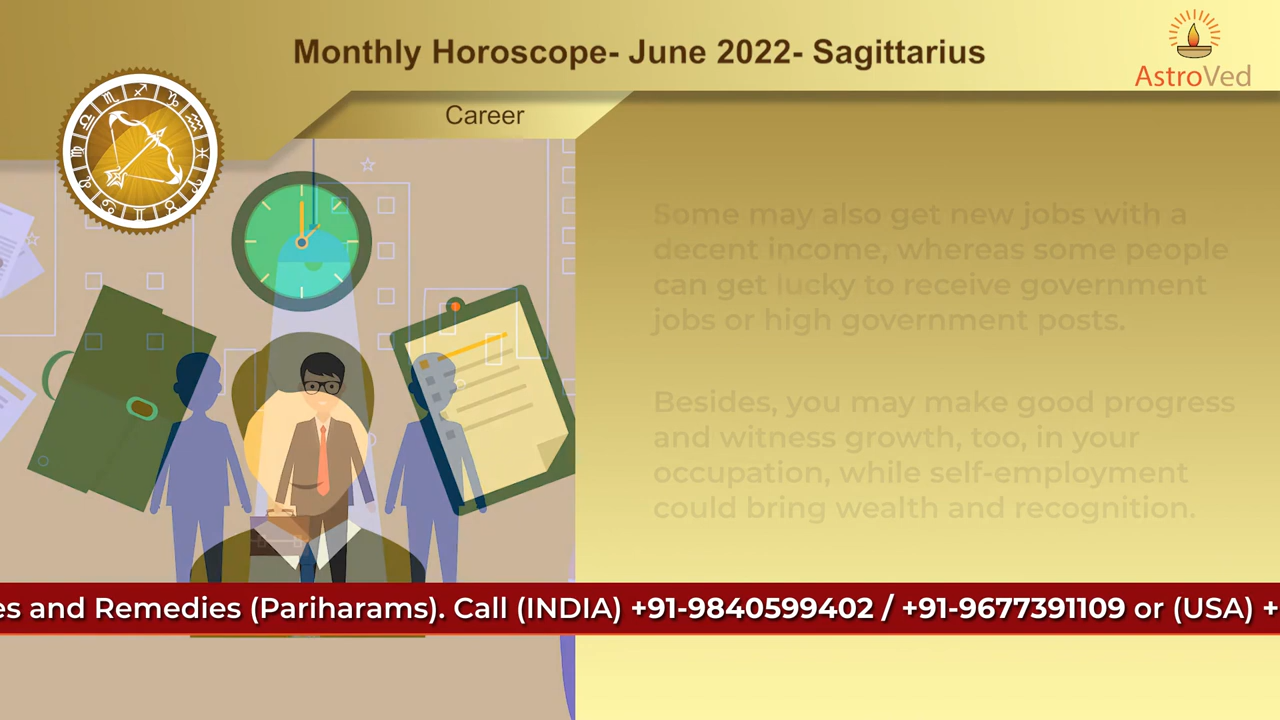 Monthly Horoscope- June 2022- Sagittarius
AstroVed
Career
Some may also get new jobs with a
decent income, whereas some people
can get lucky to receive government
jobs or high government posts.
Besides, you may make good progress
and witness growth, too, in your
occupation, while self-employment
could bring wealth and recognition.
es and Remedies (Pariharams). Call (INDIA) +91-9840599402 / +91-9677391109 or (USA) +